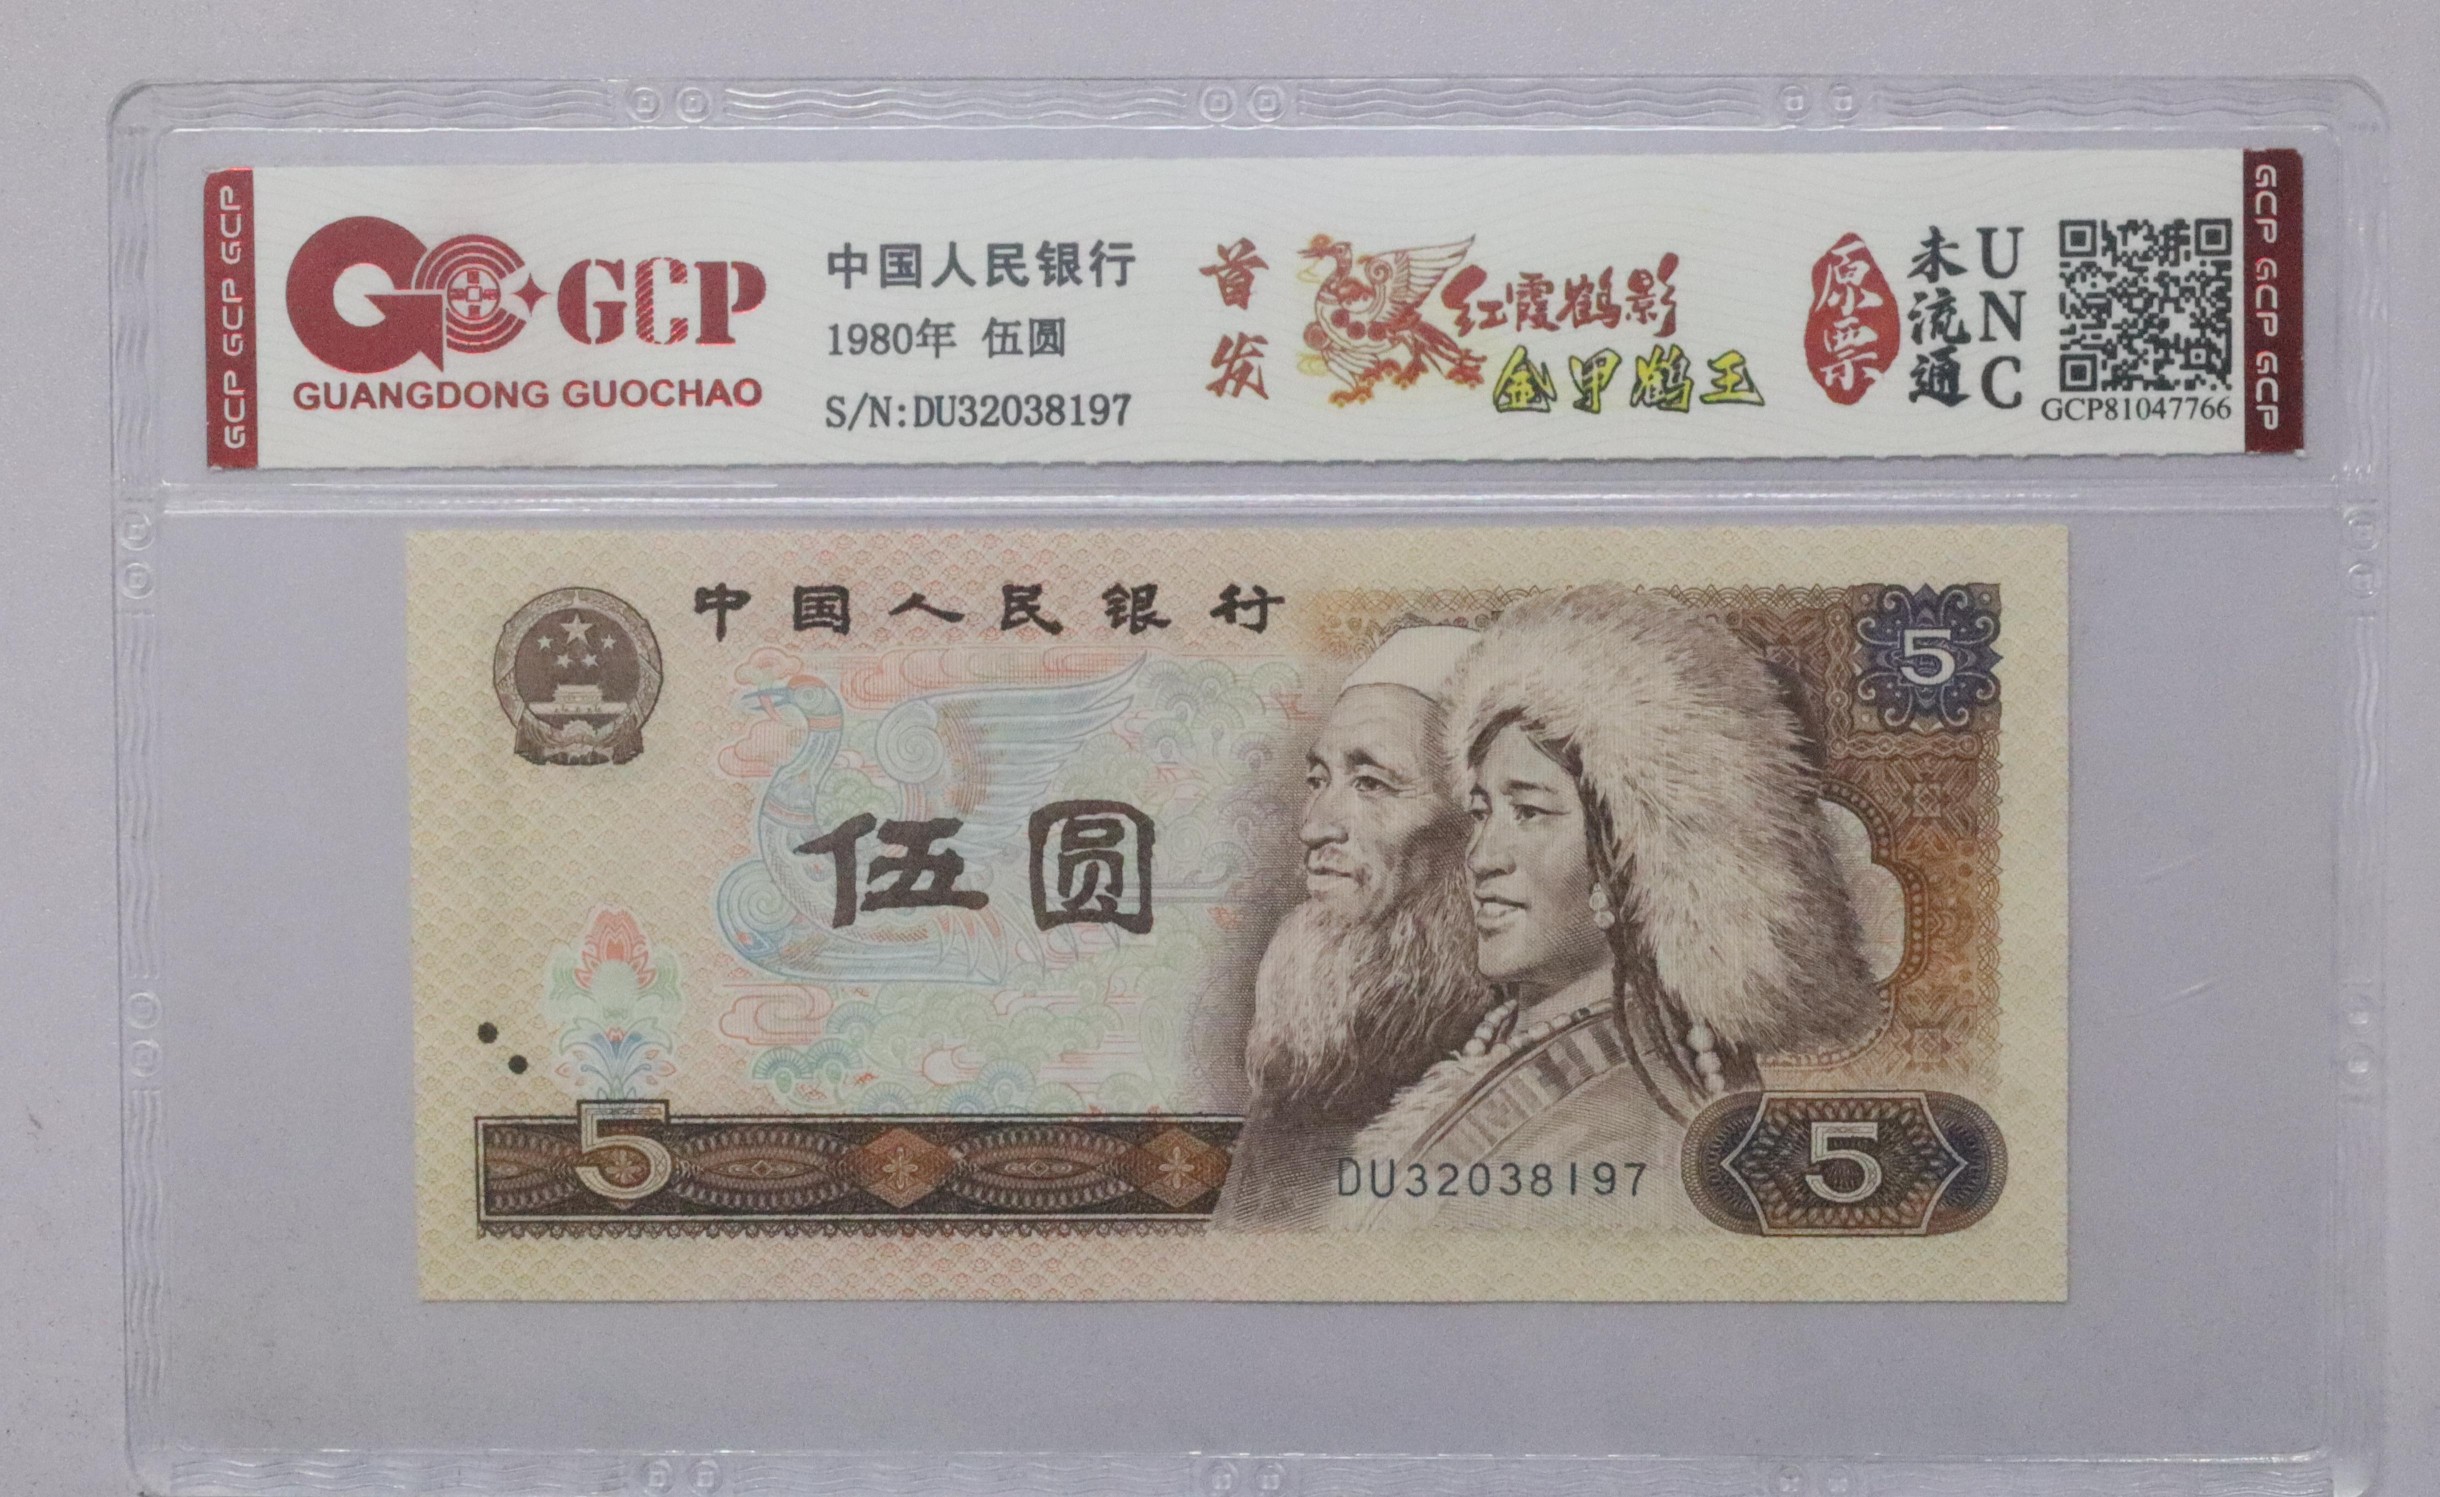 GCP GCP GCP
GCP
GUANGDONG GUOCHAO
中国人民银行
1980年 伍圆
S/N:DU32038197
首发
红霞鹤影
金甲鹤王
原票
未流通
UNC
GCP81047766
GCP GCP GCP
中国人民银行
5
伍圆
5
DU32038197
5